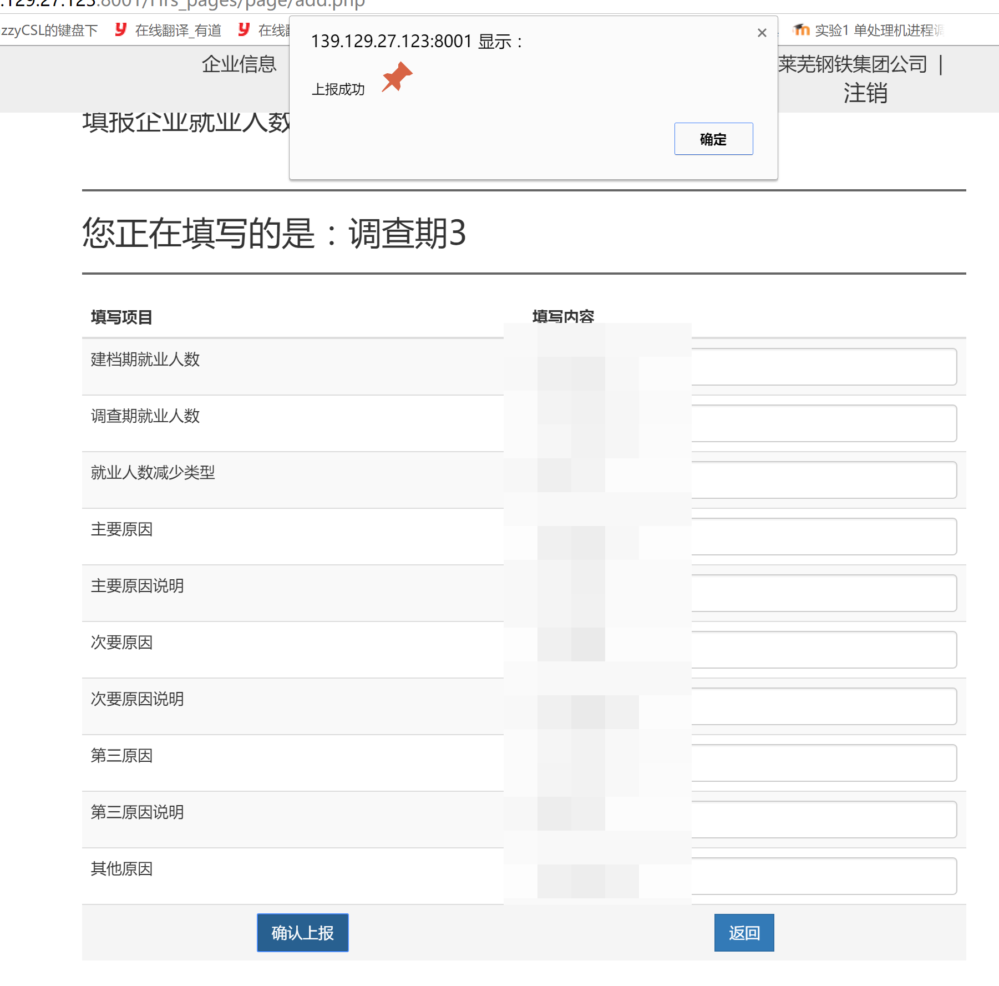 .129.27.123:8001/Hrs_pages/page/add.php
zzyCSL的键盘下
在线翻译_有道
在线
实验1 单处理机进程调
139.129.27.123:8001 显示：
上报成功
确定
企业信息
莱芜钢铁集团公司 |
注销
填报企业就业人数
您正在填写的是：调查期3
填写项目
填写内容
建档期就业人数
调查期就业人数
就业人数减少类型
主要原因
主要原因说明
次要原因
次要原因说明
第三原因
第三原因说明
其他原因
确认上报
返回